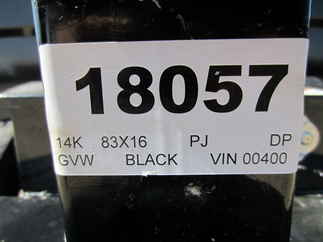 18057
14K 83X16 PJ DP
GVW BLACK VIN 00400